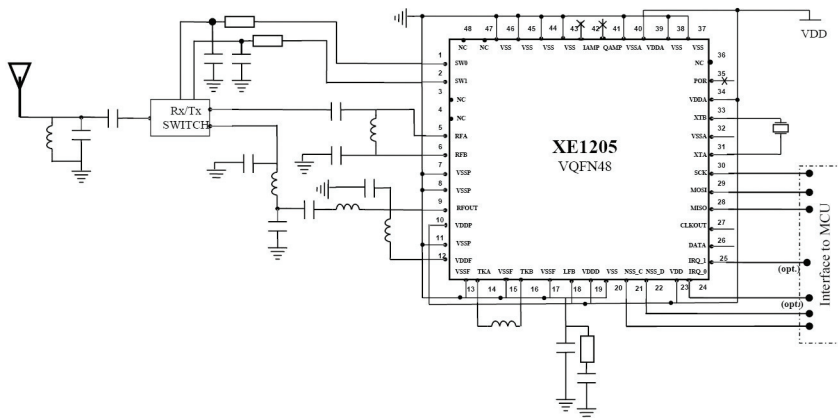 48 47 46 45 44 43 42 41 40 39 38 37
NC NC VSS VSS VSS VSS IAMP QAMP VSSA VDDA VSS VSS
VDD
1 SW0
2 SW1
3 NC
4 NC
5 RFA
6 RFB
7 VSSP
8 VSSP
9 RFOUT
10 VDDP
11 VSSP
12 VDDF
36 NC
35 POR
34 VDDA
33 XTB
32 VSSA
31 XTA
30 SCK
29 MOSI
28 MISO
27 CLKOUT
26 DATA
25 IRQ_1
Rx/Tx
SWITCH
XE1205
VQFN48
Interface to MCU
(opt.)
(opt.)
VSSF TKA VSSF TKB VSSF LFB VDDD VSS NSS_C NSS_D VDD IRQ_0
13 14 15 16 17 18 19 20 21 22 23 24